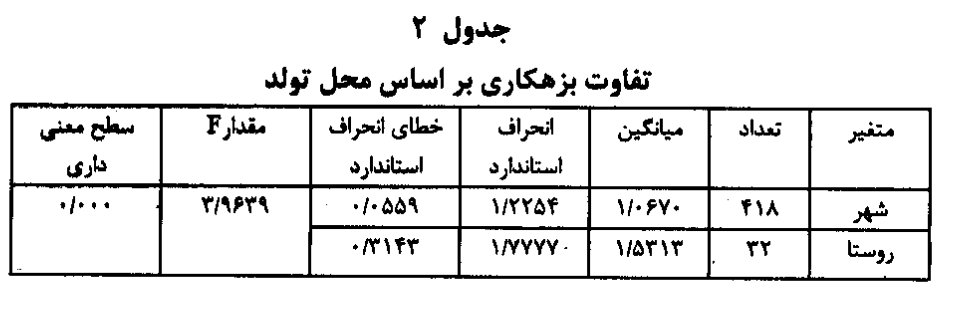 جدول ۲
تفاوت بزهکاری بر اساس محل تولد
متغیر تعداد میانگین انحراف استاندارد خطای انحراف استاندارد مقدار F سطح معنی داری
شهر ۴۱۸ ۱/۰۶۷۰ ۱/۲۲۵۴ ۰/۰۵۵۹ ۳/۹۶۳۹ ۰/۰۰۰
روستا ۳۲ ۱/۵۳۱۳ ۱/۷۷۷۰ ۰/۳۱۴۳